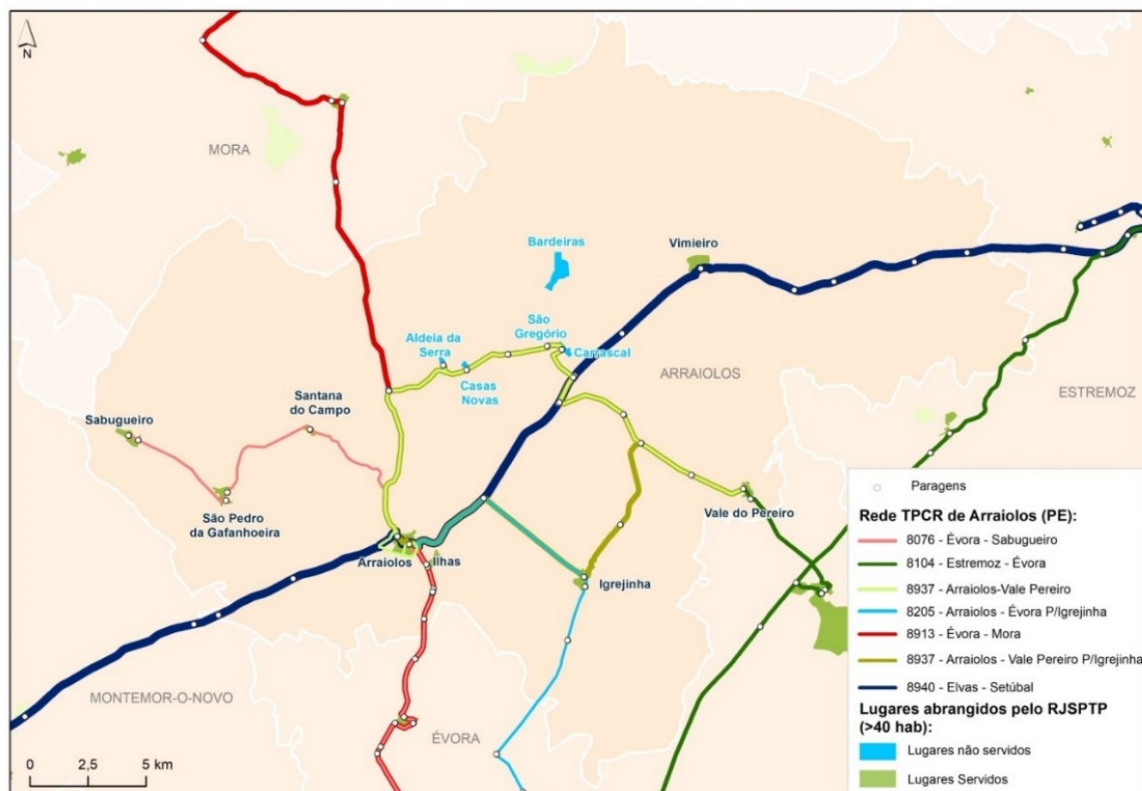 N
MORA
Bardeiras
Vimieiro
São
Gregório
Aldeia da
Serra
Carrascal
Casas
Novas
ARRAIOLOS
ESTREMOZ
Santana
do Campo
Sabugueiro
São Pedro
da Gafanhoeira
Vale do Pereiro
Arraiolos
Ilhas
Igrejinha
MONTEMOR-O-NOVO
ÉVORA
0 2,5 5 km
Paragens
Rede TPCR de Arraiolos (PE):
8076 - Évora - Sabugueiro
8104 - Estremoz - Évora
8937 - Arraiolos-Vale Pereiro
8205 - Arraiolos - Évora P/Igrejinha
8913 - Évora - Mora
8937 - Arraiolos - Vale Pereiro P/Igrejinha
8940 - Elvas - Setúbal
Lugares abrangidos pelo RJSPTP
(>40 hab):
Lugares não servidos
Lugares Servidos